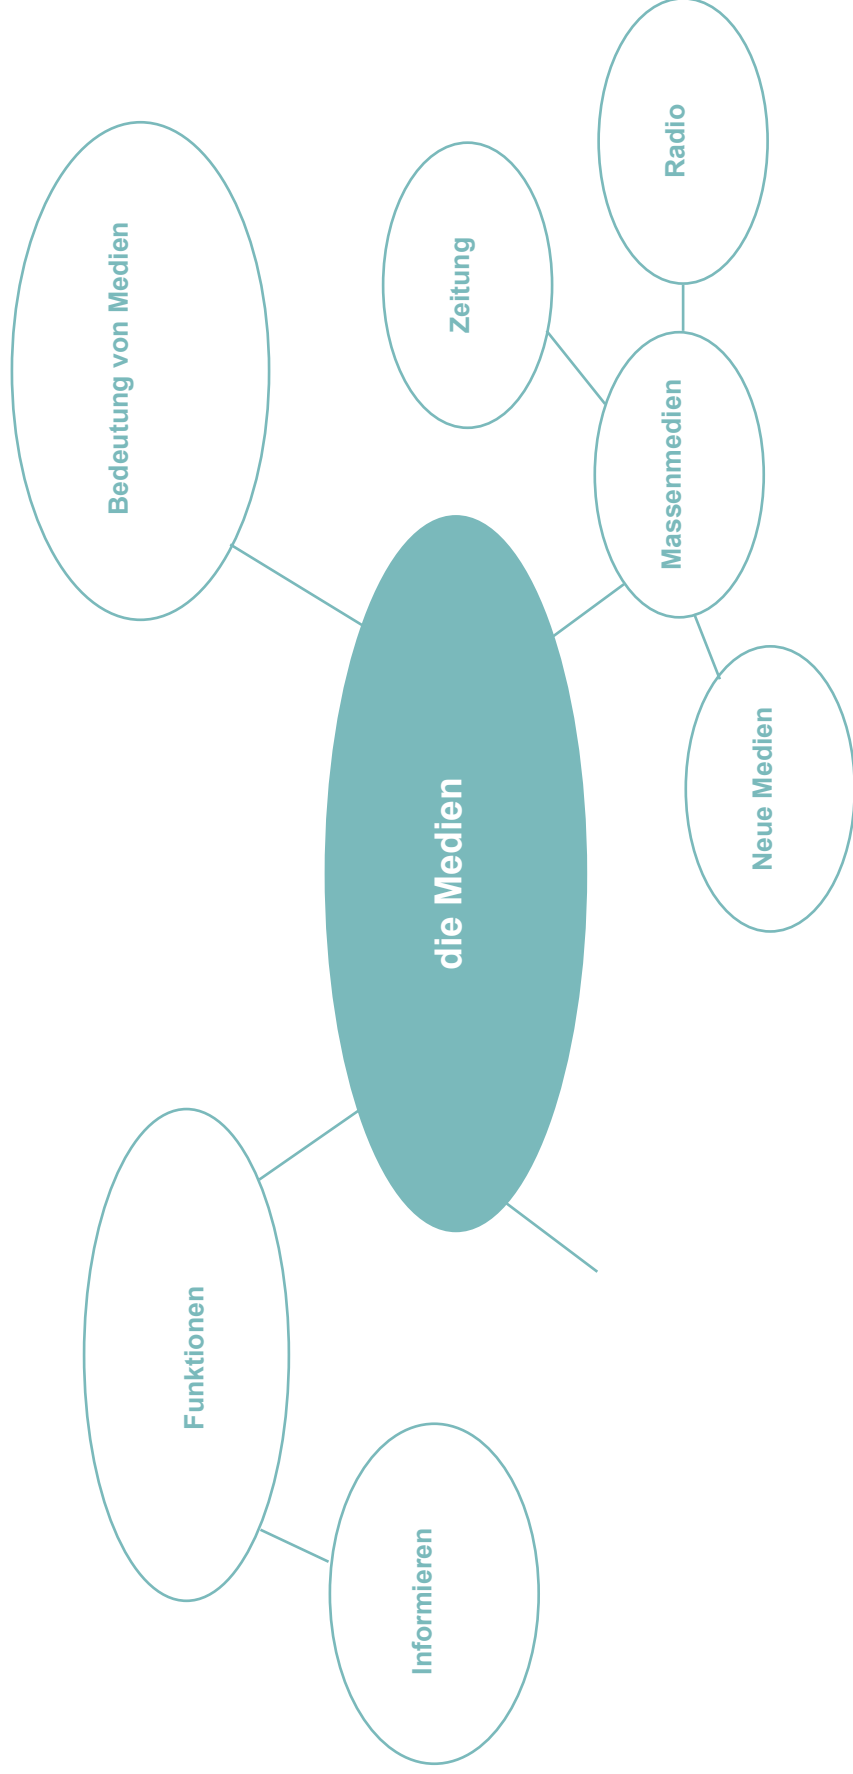 Funktionen
Bedeutung von Medien
Informieren
die Medien
Zeitung
Massenmedien
Radio
Neue Medien